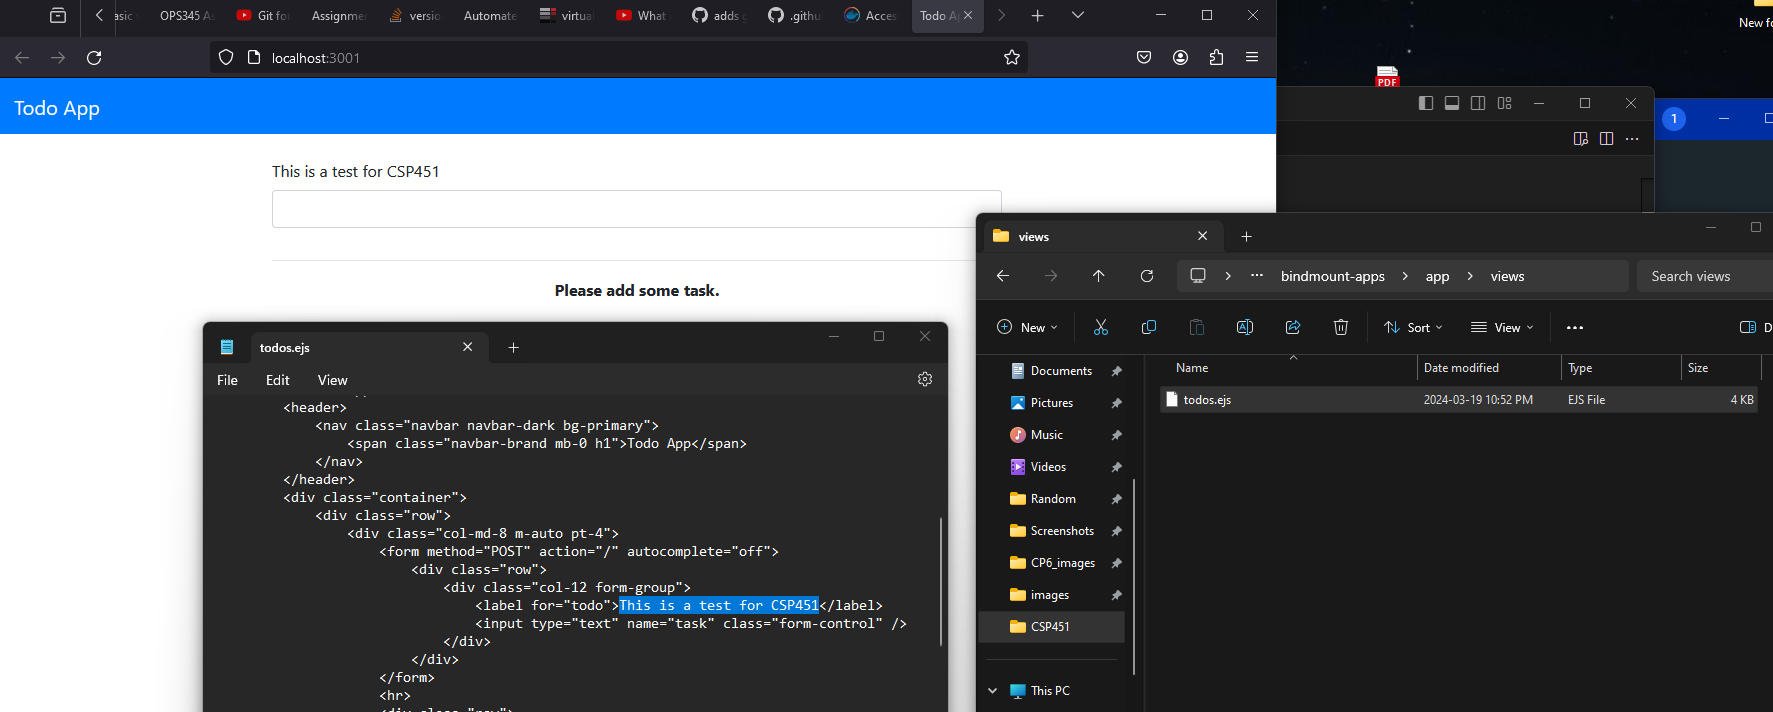 asic
OPS345 As
Git fo
Assignme
versio
Automate
virtua
What
adds g
.githu
Acces
Todo A
New fo
localhost:3001
PDF
Todo App
1
This is a test for CSP451
Please add some task.
views
bindmount-apps > app > views
Search views
New
Sort
View
D
Documents
Pictures
Music
Videos
Random
Screenshots
CP6_images
images
CSP451
This PC
Name
Date modified
Type
Size
todos.ejs
2024-03-19 10:52 PM
EJS File
4 KB
todos.ejs
File
Edit
View
<header>
<nav class="navbar navbar-dark bg-primary">
<span class="navbar-brand mb-0 h1">Todo App</span>
</nav>
</header>
<div class="container">
<div class="row">
<div class="col-md-8 m-auto pt-4">
<form method="POST" action="/" autocomplete="off">
<div class="row">
<div class="col-12 form-group">
<label for="todo">This is a test for CSP451</label>
<input type="text" name="task" class="form-control" />
</div>
</div>
</form>
<hr>